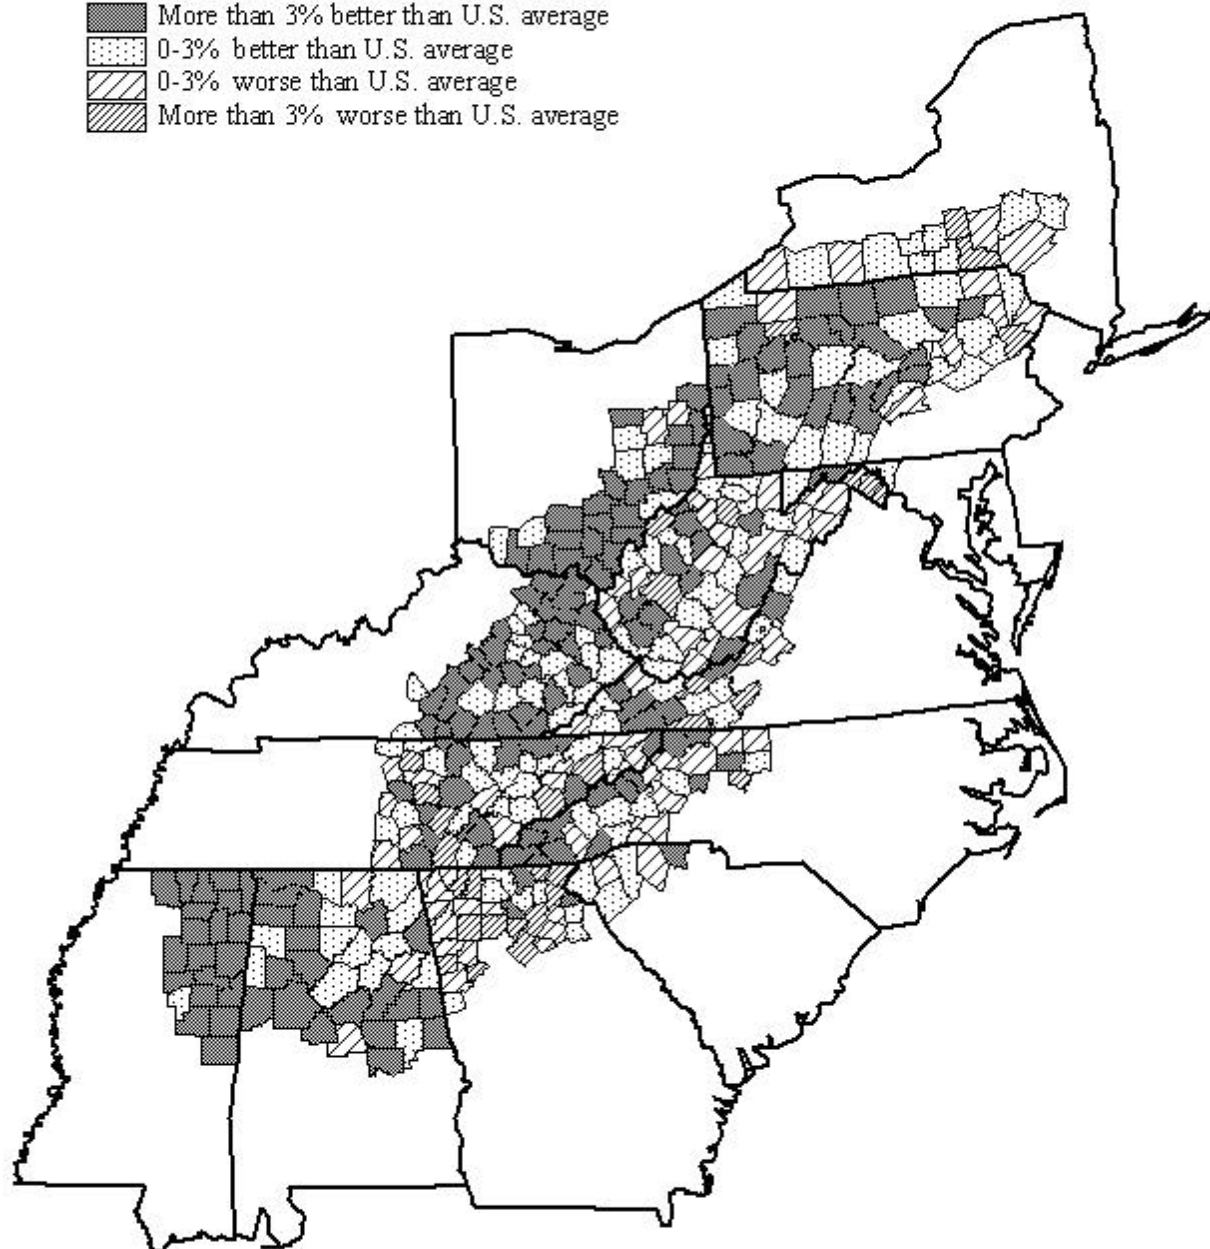 More than 3% better than U.S. average
0-3% better than U.S. average
0-3% worse than U.S. average
More than 3% worse than U.S. average